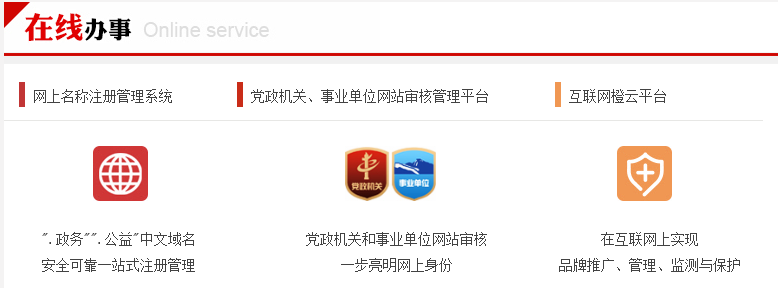 在线办事 Online service
网上名称注册管理系统
党政机关、事业单位网站审核管理平台
互联网橙云平台
党政机关
事业单位
".政务"".公益"中文域名
安全可靠一站式注册管理
党政机关和事业单位网站审核
一步亮明网上身份
在互联网上实现
品牌推广、管理、监测与保护